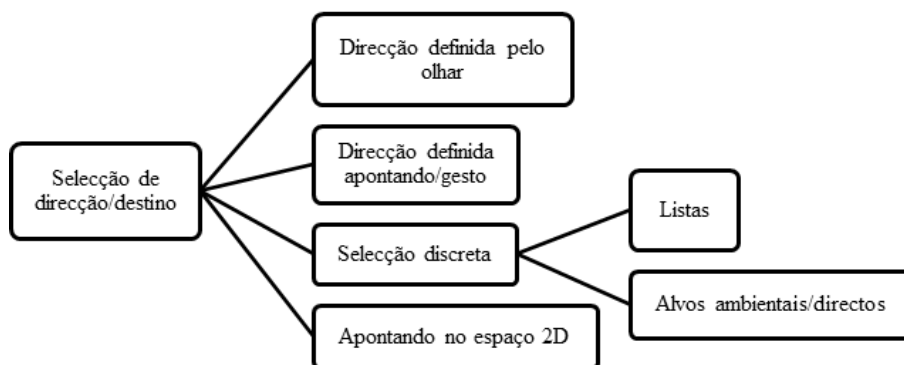 Direcção definida pelo
olhar
Direcção definida
apontando/gesto
Selecção de
direcção/destino
Listas
Selecção discreta
Alvos ambientais/directos
Apontando no espaço 2D